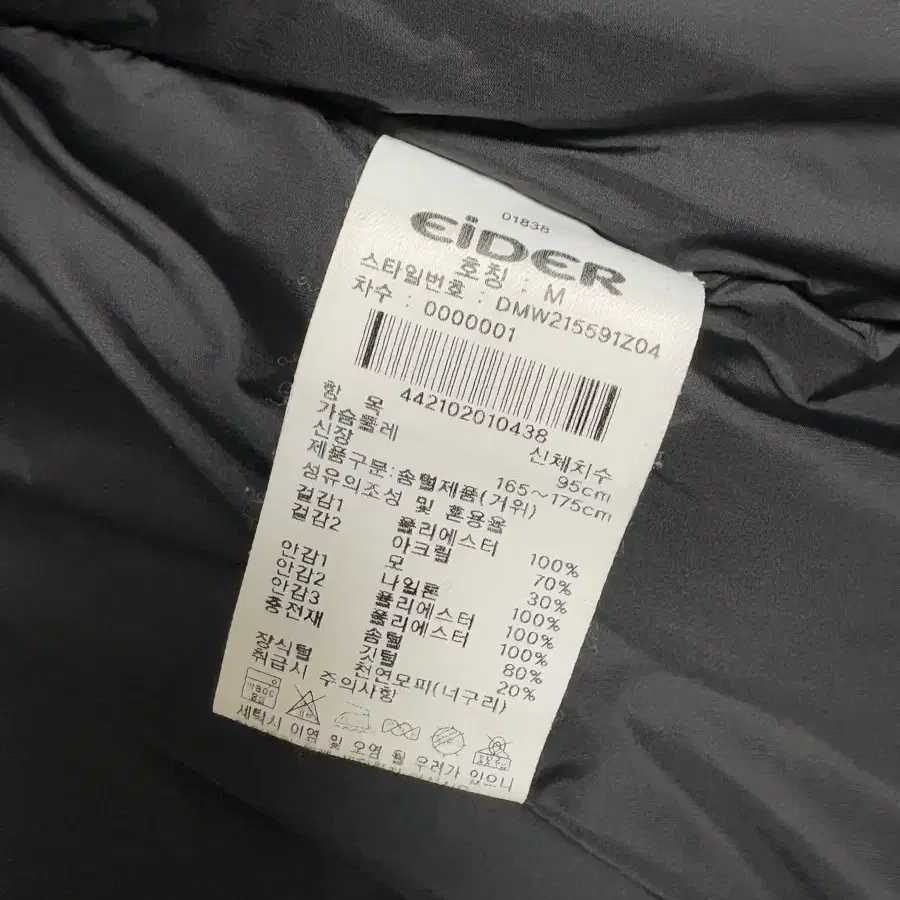 01838
EiDER
호칭 : M
스타일번호 : DMW215591Z04
차수 : 0000001
442102010438
항 목 신체치수
가슴둘레 95cm
신장 165~175cm
제품구분:솜털제품(거위)
섬유의조성 및 혼용율
겉감1 폴리에스터 100%
겉감2 아크릴 70%
모 30%
안감1 나일론 100%
안감2 폴리에스터 100%
안감3 폴리에스터 100%
충전재 솜털 80%
깃털 20%
장식털 천연모피(너구리)
취급시 주의사항
세탁시 이염 및 오염 될 우려가 있으니